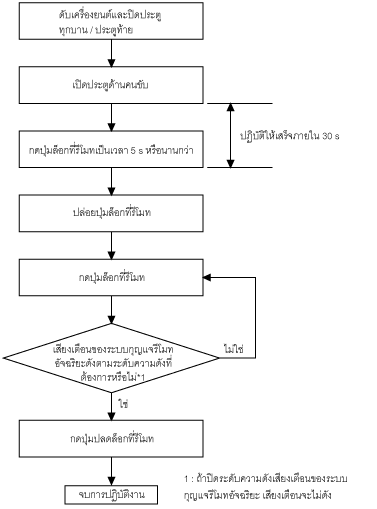 ดับเครื่องยนต์และปิดประตู
ทุกบาน / ประตูท้าย
เปิดประตูด้านคนขับ
ปฏิบัติให้เสร็จภายใน 30 s
กดปุ่มล็อกที่รีโมทเป็นเวลา 5 s หรือนานกว่า
ปล่อยปุ่มล็อกที่รีโมท
กดปุ่มล็อกที่รีโมท
เสียงเตือนของระบบกุญแจรีโมท
อัจฉริยะดังตามระดับความดังที่
ต้องการหรือไม่*1
ไม่ใช่
ใช่
กดปุ่มปลดล็อกที่รีโมท
จบการปฏิบัติงาน
1 : ถ้าปิดระดับความดังเสียงเตือนของระบบ
กุญแจรีโมทอัจฉริยะ เสียงเตือนจะไม่ดัง